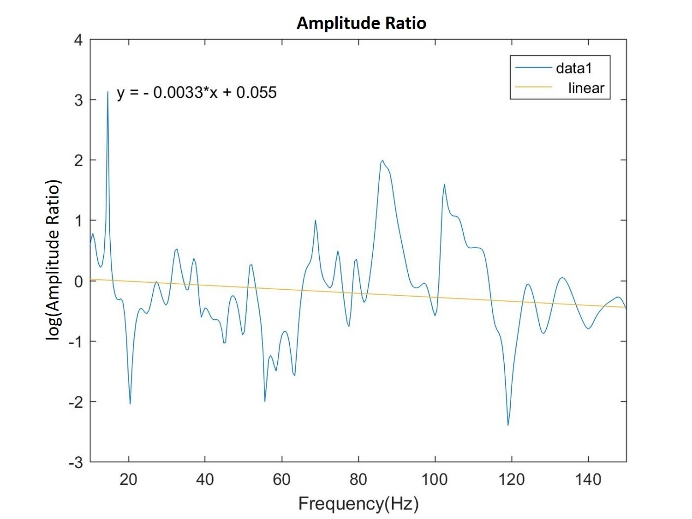 Amplitude Ratio
4
3
2
1
0
-1
-2
-3
log(Amplitude Ratio)
y = - 0.0033*x + 0.055
data1
linear
20 40 60 80 100 120 140
Frequency(Hz)